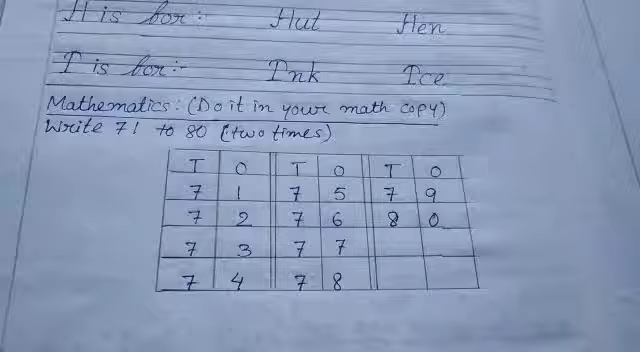 H is for :- Hut Hen
I is for :- Ink Ice
Mathematics : (Do it in your math copy)
Write 71 to 80 (two times)
T O T O T O
7 1 7 5 7 9
7 2 7 6 8 0
7 3 7 7
7 4 7 8